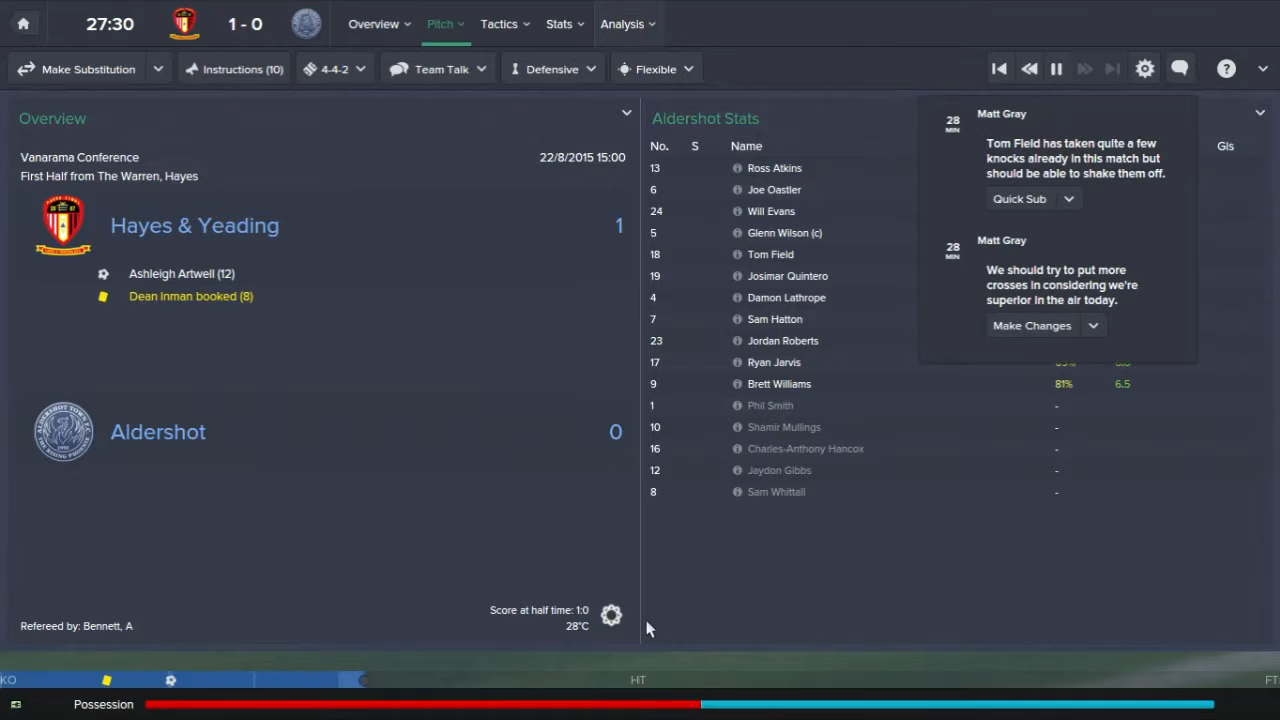 27:30
1 - 0
Overview
Pitch
Tactics
Stats
Analysis
Make Substitution
Instructions (10)
4-4-2
Team Talk
Defensive
Flexible
?
Overview
Vanarama Conference
22/8/2015 15:00
First Half from The Warren, Hayes
Hayes & Yeading
1
Ashleigh Artwell (12)
Dean Inman booked (8)
Aldershot
0
Score at half time: 1:0
28°C
Refereed by: Bennett, A
Aldershot Stats
No. S Name Gls
13 Ross Atkins
6 Joe Oastler
24 Will Evans
5 Glenn Wilson (c)
18 Tom Field
19 Josimar Quintero
4 Damon Lathrope
7 Sam Hatton
23 Jordan Roberts
17 Ryan Jarvis
9 Brett Williams 81% 6.5
1 Phil Smith -
10 Shamir Mullings -
16 Charles-Anthony Hancox -
12 Jaydon Gibbs -
8 Sam Whittall -
28 MIN
Matt Gray
Tom Field has taken quite a few
knocks already in this match but
should be able to shake them off.
Quick Sub
28 MIN
Matt Gray
We should try to put more
crosses in considering we're
superior in the air today.
Make Changes
KO
HT
FT
Possession